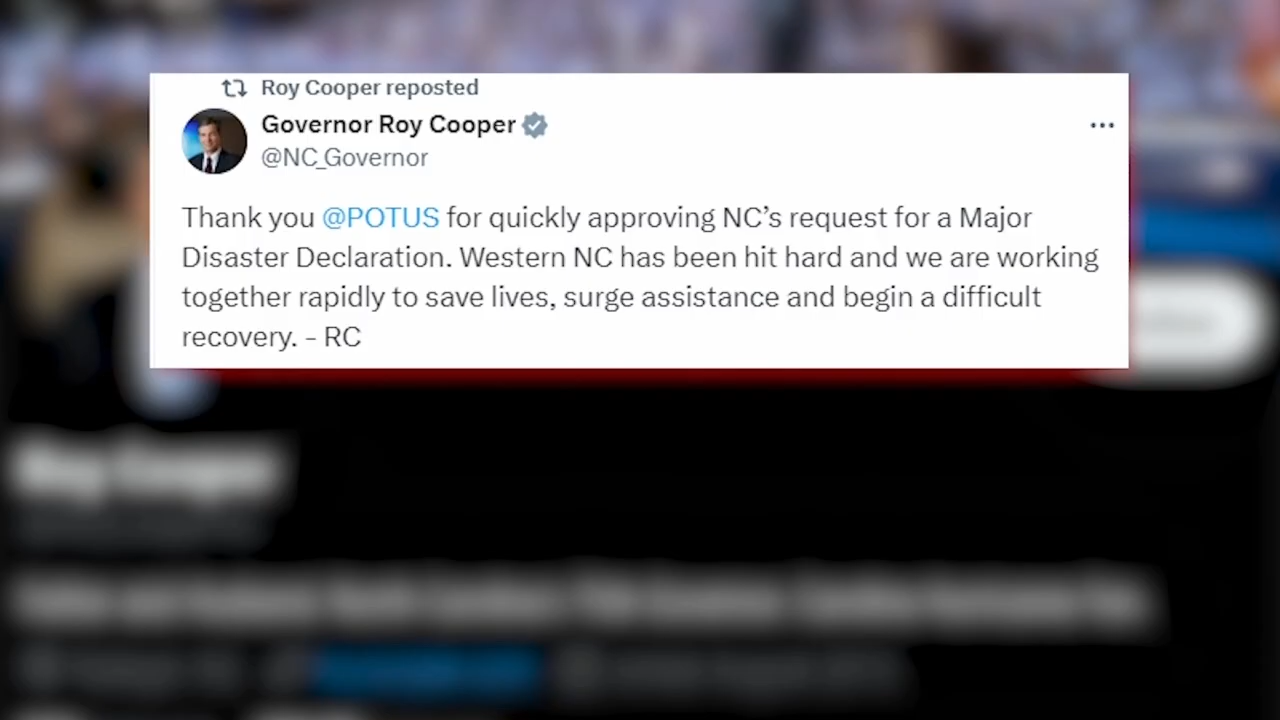 Roy Cooper reposted
Governor Roy Cooper
@NC_Governor
Thank you @POTUS for quickly approving NC’s request for a Major
Disaster Declaration. Western NC has been hit hard and we are working
together rapidly to save lives, surge assistance and begin a difficult
recovery. – RC
Roy Cooper